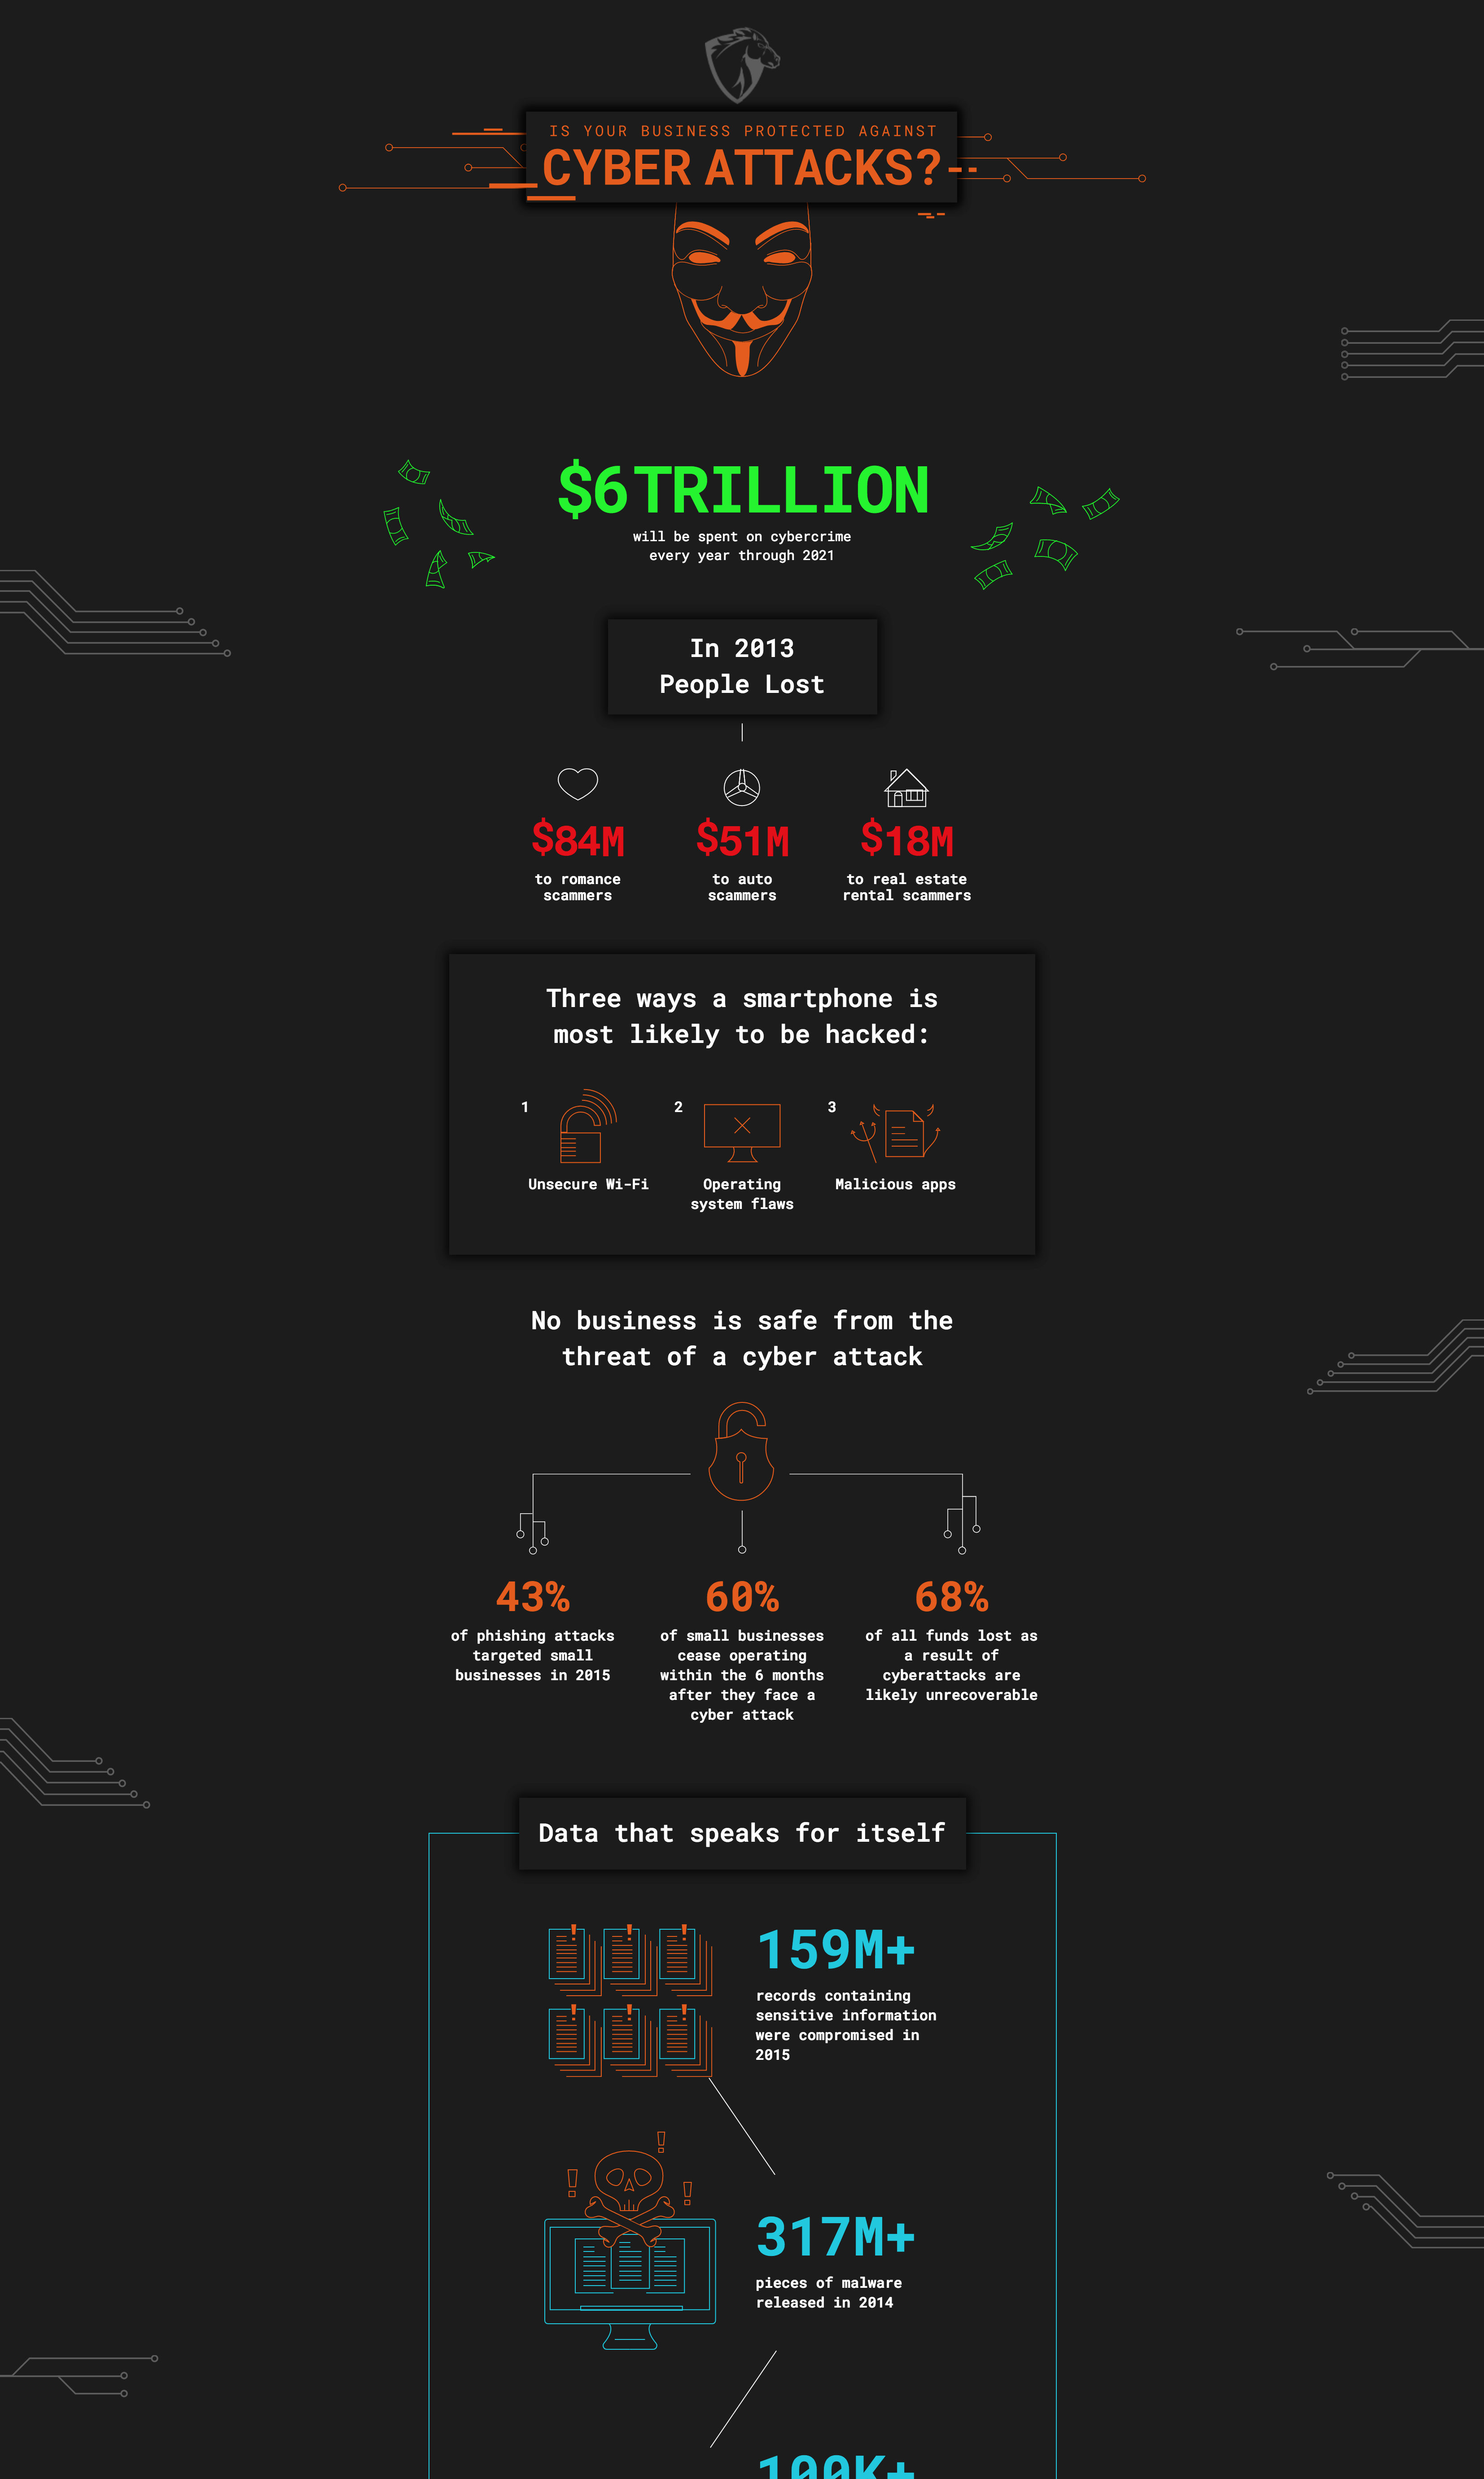 IS YOUR BUSINESS PROTECTED AGAINST
CYBER ATTACKS?
$6 TRILLION
will be spent on cybercrime
every year through 2021
In 2013
People Lost
$84M
to romance
scammers
$51M
to auto
scammers
$18M
to real estate
rental scammers
Three ways a smartphone is
most likely to be hacked:
1
Unsecure Wi-Fi
2
Operating
system flaws
3
Malicious apps
No business is safe from the
threat of a cyber attack
43%
of phishing attacks
targeted small
businesses in 2015
60%
of small businesses
cease operating
within the 6 months
after they face a
cyber attack
68%
of all funds lost as
a result of
cyberattacks are
likely unrecoverable
Data that speaks for itself
159M+
records containing
sensitive information
were compromised in
2015
317M+
pieces of malware
released in 2014
100K+